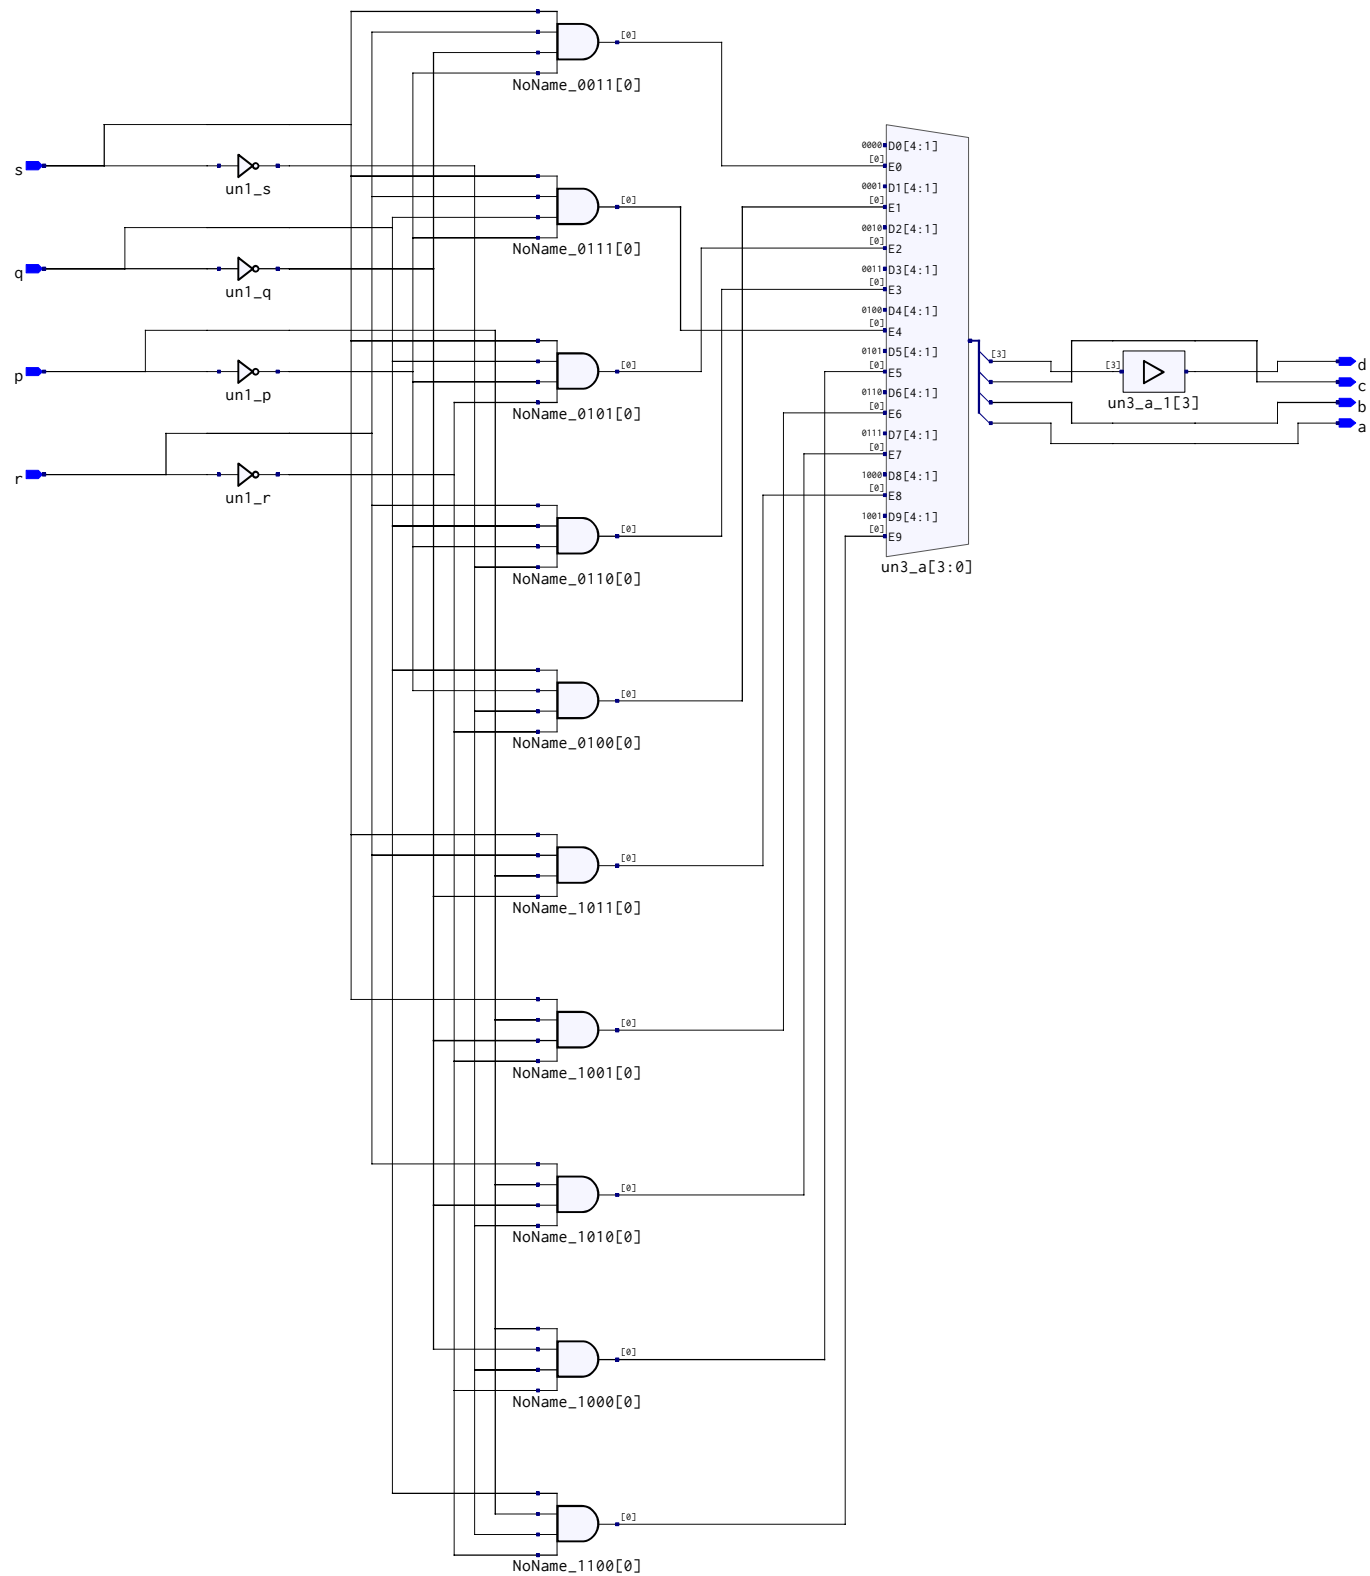 [0]
NoName_0011[0]
s
un1_s
[0]
NoName_0111[0]
q
un1_q
p
un1_p
[0]
NoName_0101[0]
r
un1_r
[0]
NoName_0110[0]
[0]
NoName_0100[0]
[0]
NoName_1011[0]
[0]
NoName_1001[0]
[0]
NoName_1010[0]
[0]
NoName_1000[0]
[0]
NoName_1100[0]
0000 D0[4:1]
[0] E0
0001 D1[4:1]
[0] E1
0010 D2[4:1]
[0] E2
0011 D3[4:1]
[0] E3
0100 D4[4:1]
[0] E4
0101 D5[4:1]
[0] E5
0110 D6[4:1]
[0] E6
0111 D7[4:1]
[0] E7
1000 D8[4:1]
[0] E8
1001 D9[4:1]
[0] E9
un3_a[3:0]
[3]
[3]
un3_a_1[3]
d
c
b
a